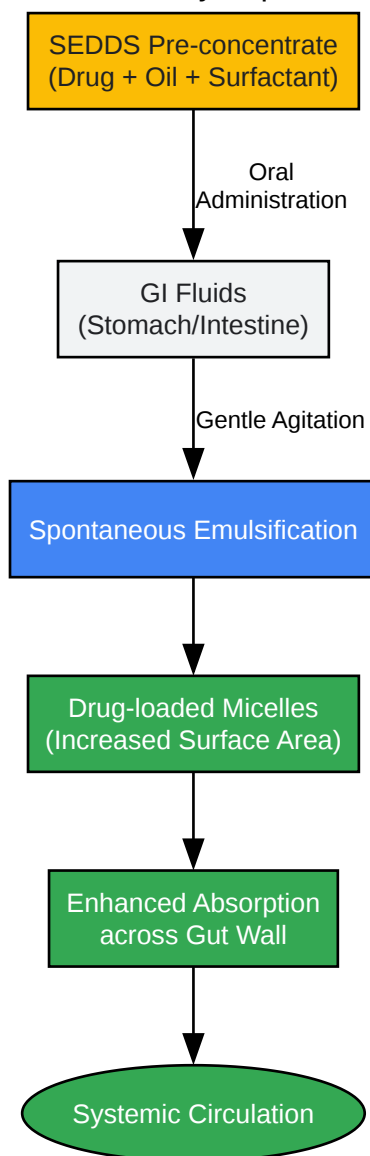 SEDDS Pre-concentrate
(Drug + Oil + Surfactant)
Oral
Administration
GI Fluids
(Stomach/Intestine)
Gentle Agitation
Spontaneous Emulsification
Drug-loaded Micelles
(Increased Surface Area)
Enhanced Absorption
across Gut Wall
Systemic Circulation